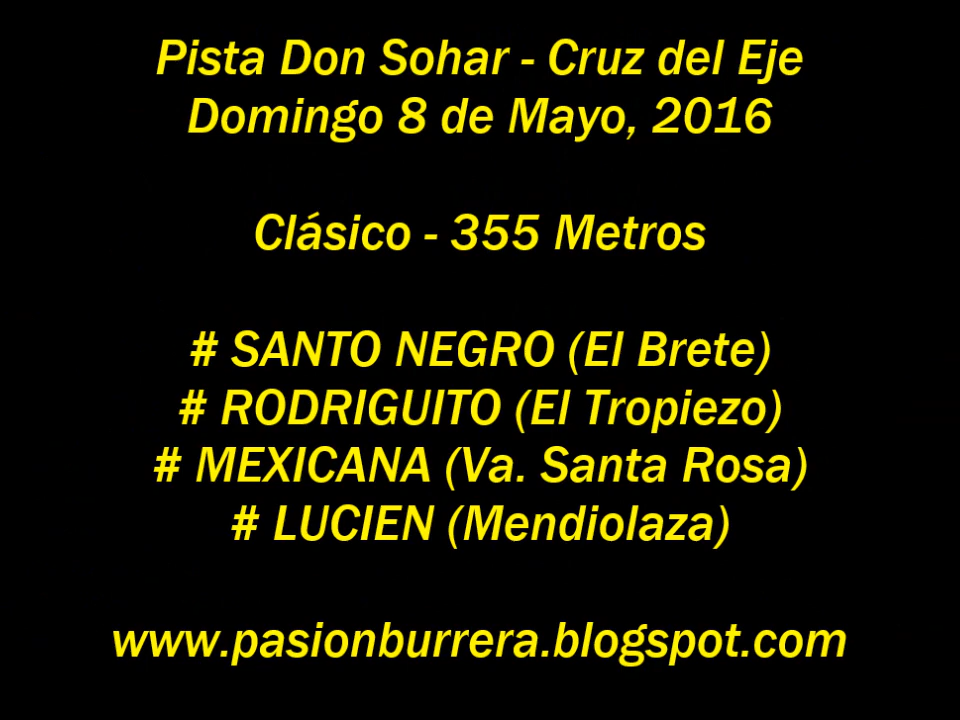 Pista Don Sohar - Cruz del Eje
Domingo 8 de Mayo, 2016
Clásico - 355 Metros
# SANTO NEGRO (El Brete)
# RODRIGUITO (El Tropiezo)
# MEXICANA (Va. Santa Rosa)
# LUCIEN (Mendiolaza)
www.pasionburrera.blogspot.com